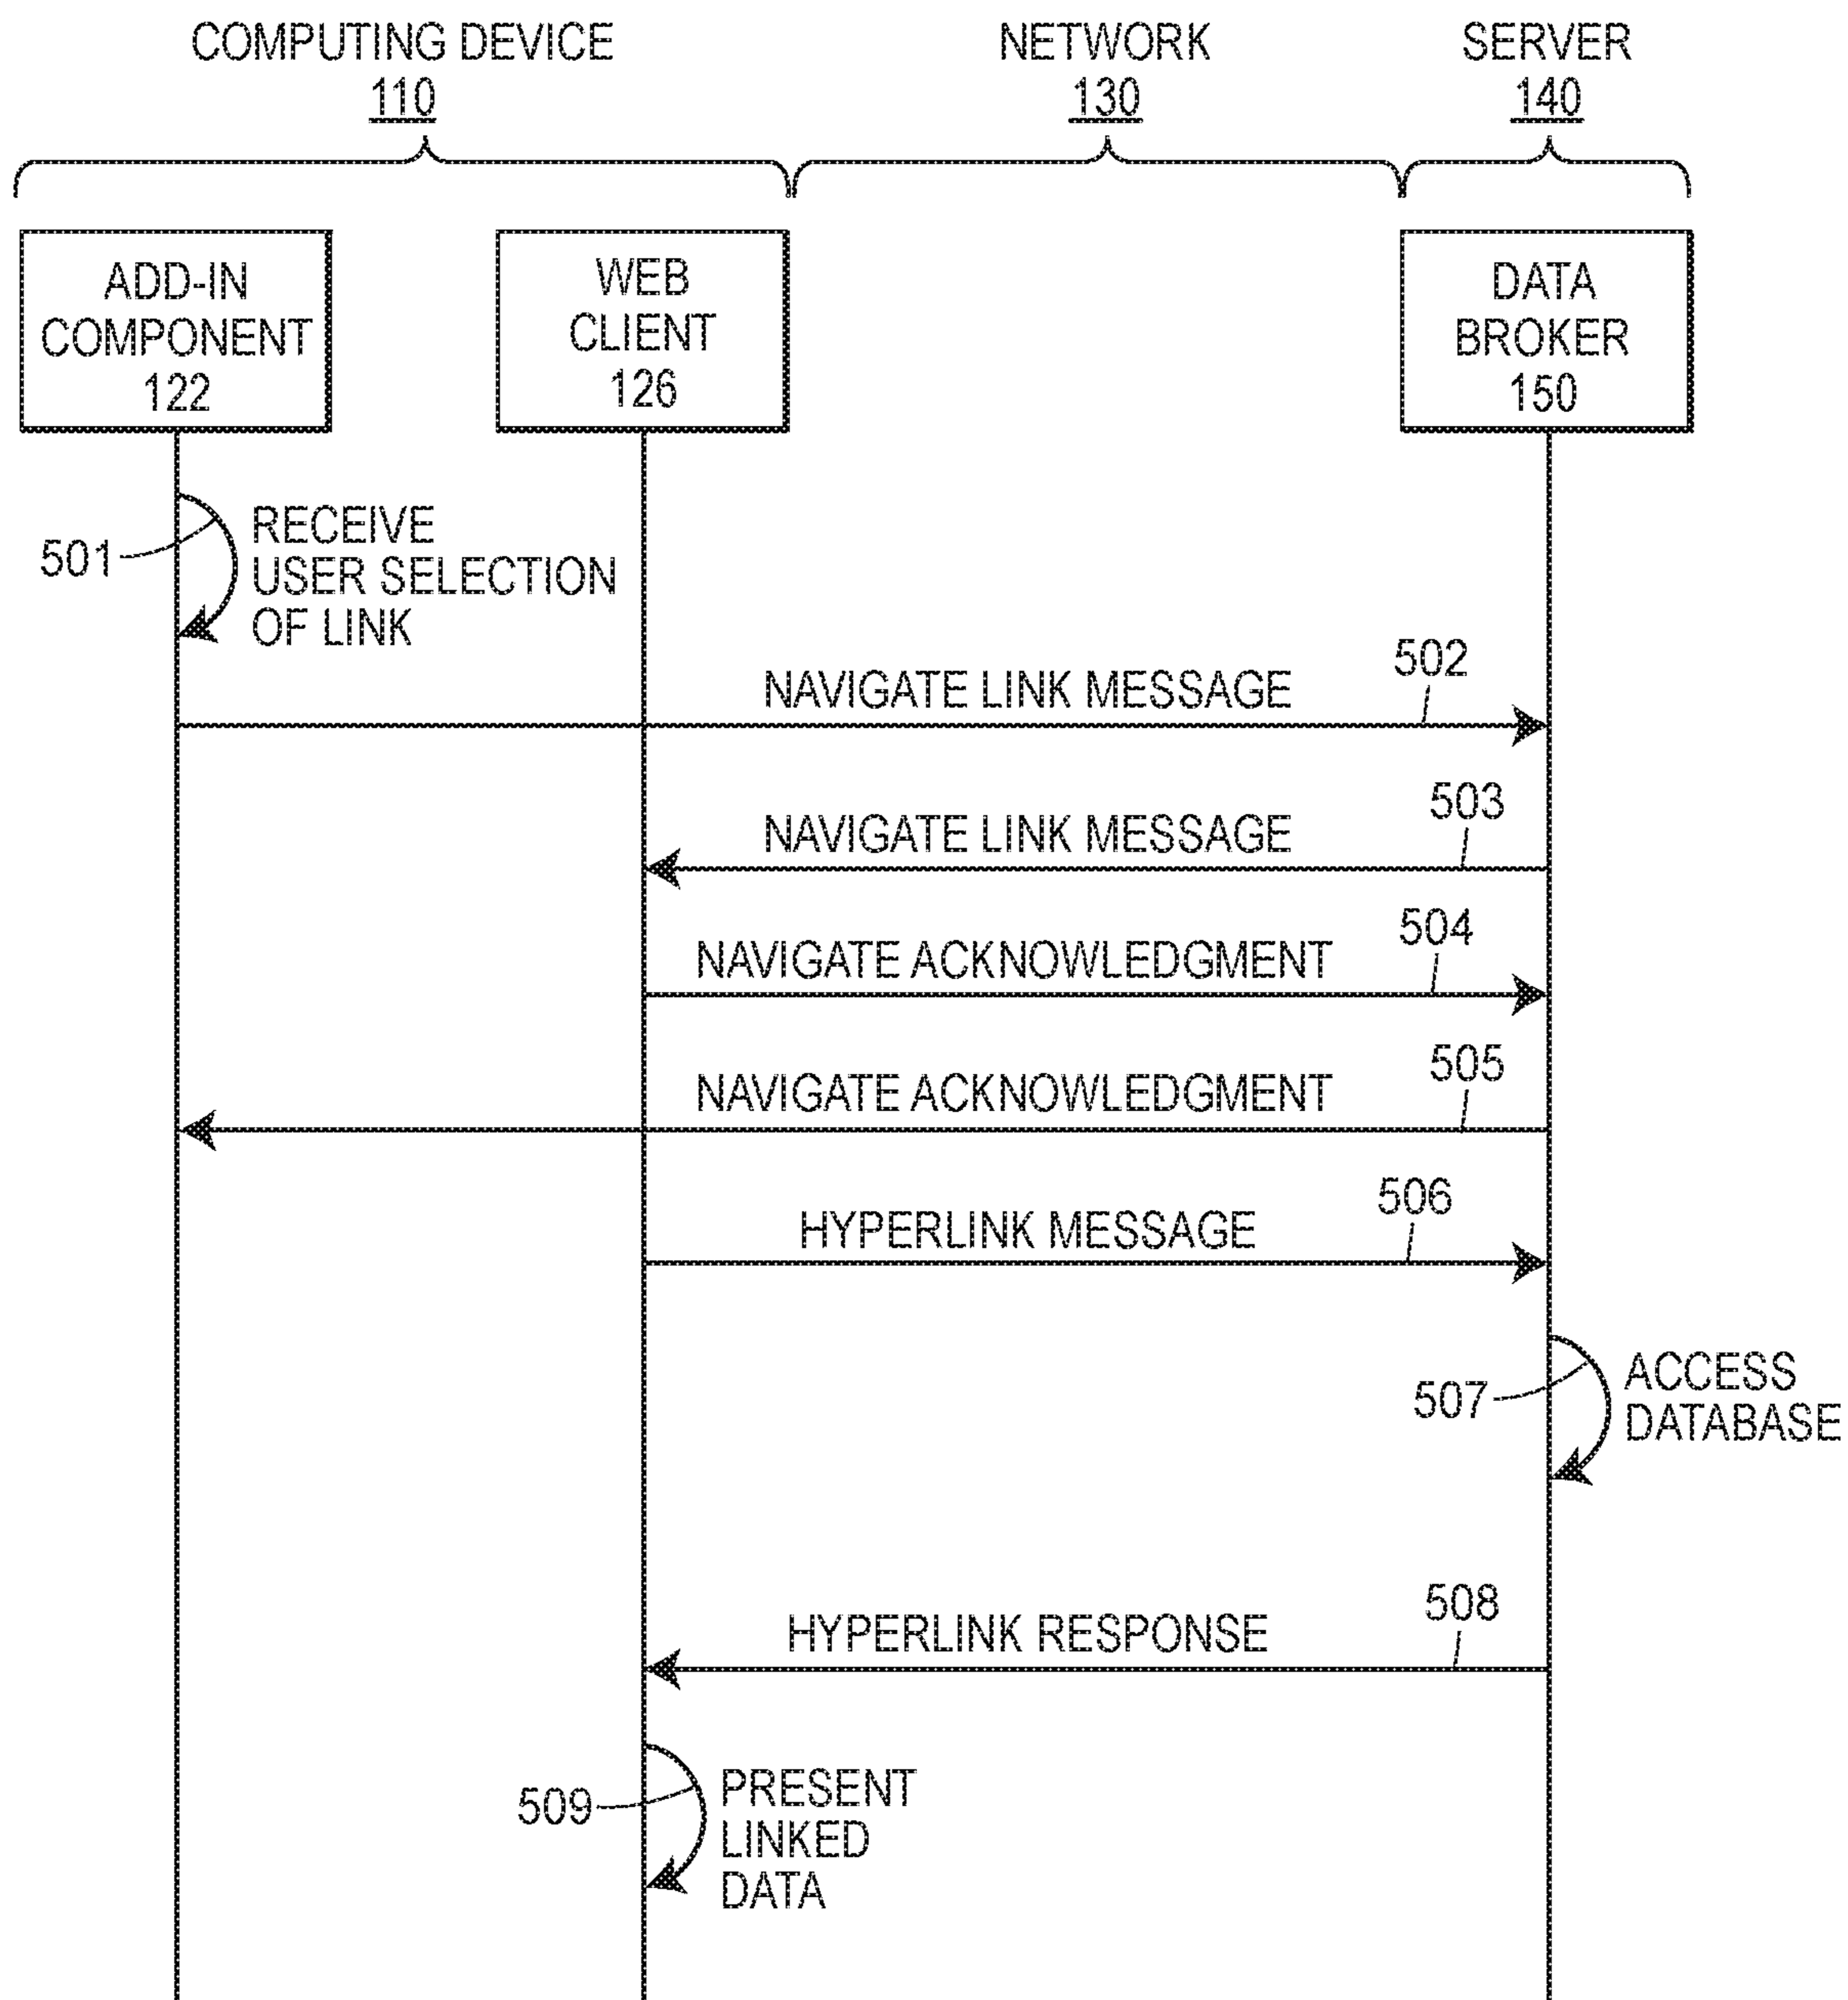 COMPUTING DEVICE
110
NETWORK
130
SERVER
140
ADD-IN
COMPONENT
122
WEB
CLIENT
126
DATA
BROKER
150
501
RECEIVE
USER SELECTION
OF LINK
502
NAVIGATE LINK MESSAGE
503
NAVIGATE LINK MESSAGE
504
NAVIGATE ACKNOWLEDGMENT
505
NAVIGATE ACKNOWLEDGMENT
506
HYPERLINK MESSAGE
507
ACCESS
DATABASE
508
HYPERLINK RESPONSE
509
PRESENT
LINKED
DATA